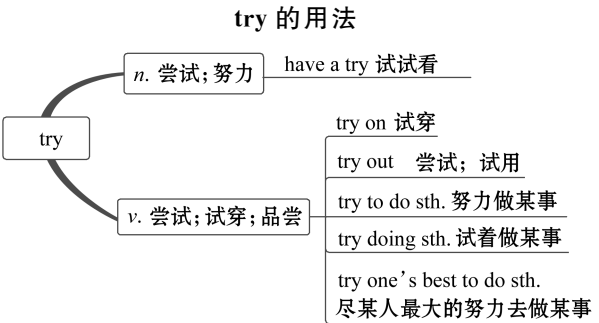 try 的用法
n. 尝试;努力
have a try 试试看
try
v. 尝试;试穿;品尝
try on 试穿
try out 尝试;试用
try to do sth. 努力做某事
try doing sth. 试着做某事
try one's best to do sth.
尽某人最大的努力去做某事